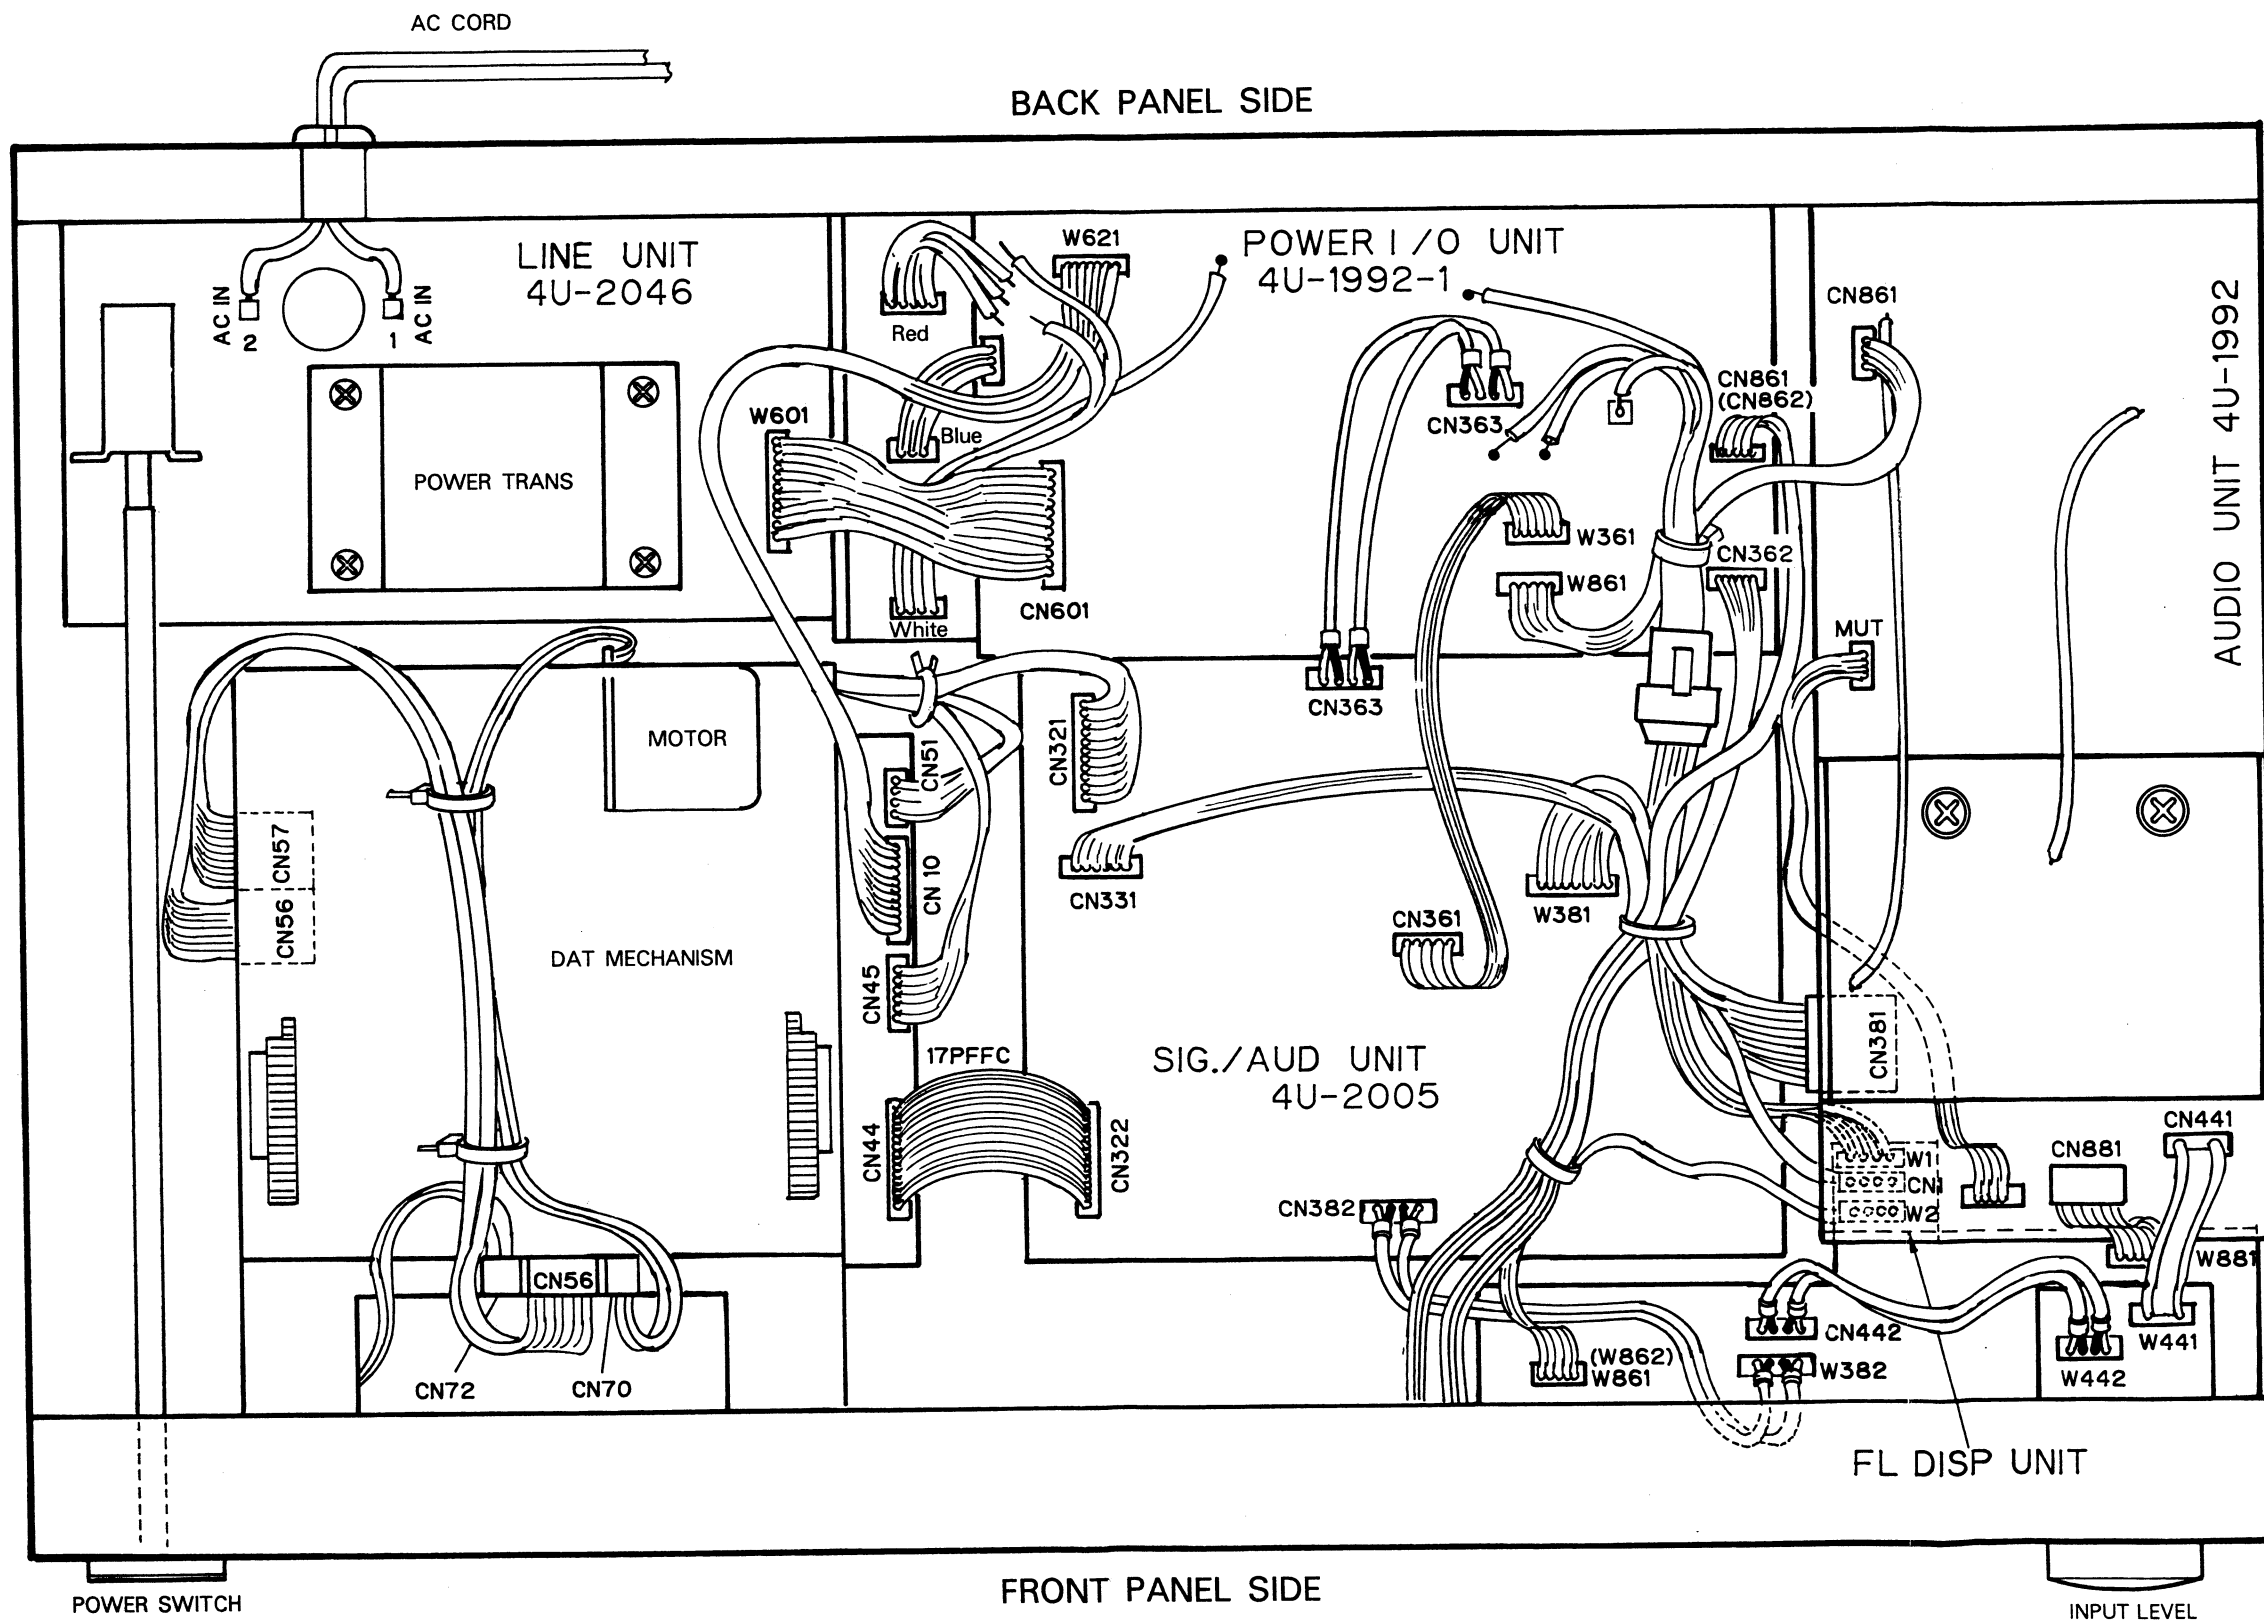 AC CORD
BACK PANEL SIDE
LINE UNIT
4U-2046
AC IN
2
1
AC IN
Red
W621
POWER I/O UNIT
4U-1992-1
CN861
AUDIO UNIT 4U-1992
CN861
(CN862)
CN363
W601
Blue
POWER TRANS
W361
CN362
W861
CN601
White
MUT
CN363
MOTOR
CN51
CN321
CN57
CN56
CN 10
CN331
W381
CN361
DAT MECHANISM
CN45
17PFFC
SIG./AUD UNIT
4U-2005
CN381
CN44
CN322
CN441
CN881
W1
CN1
W2
CN382
W881
CN56
CN442
W441
(W862)
W861
W382
W442
CN72
CN70
FL DISP UNIT
FRONT PANEL SIDE
POWER SWITCH
INPUT LEVEL